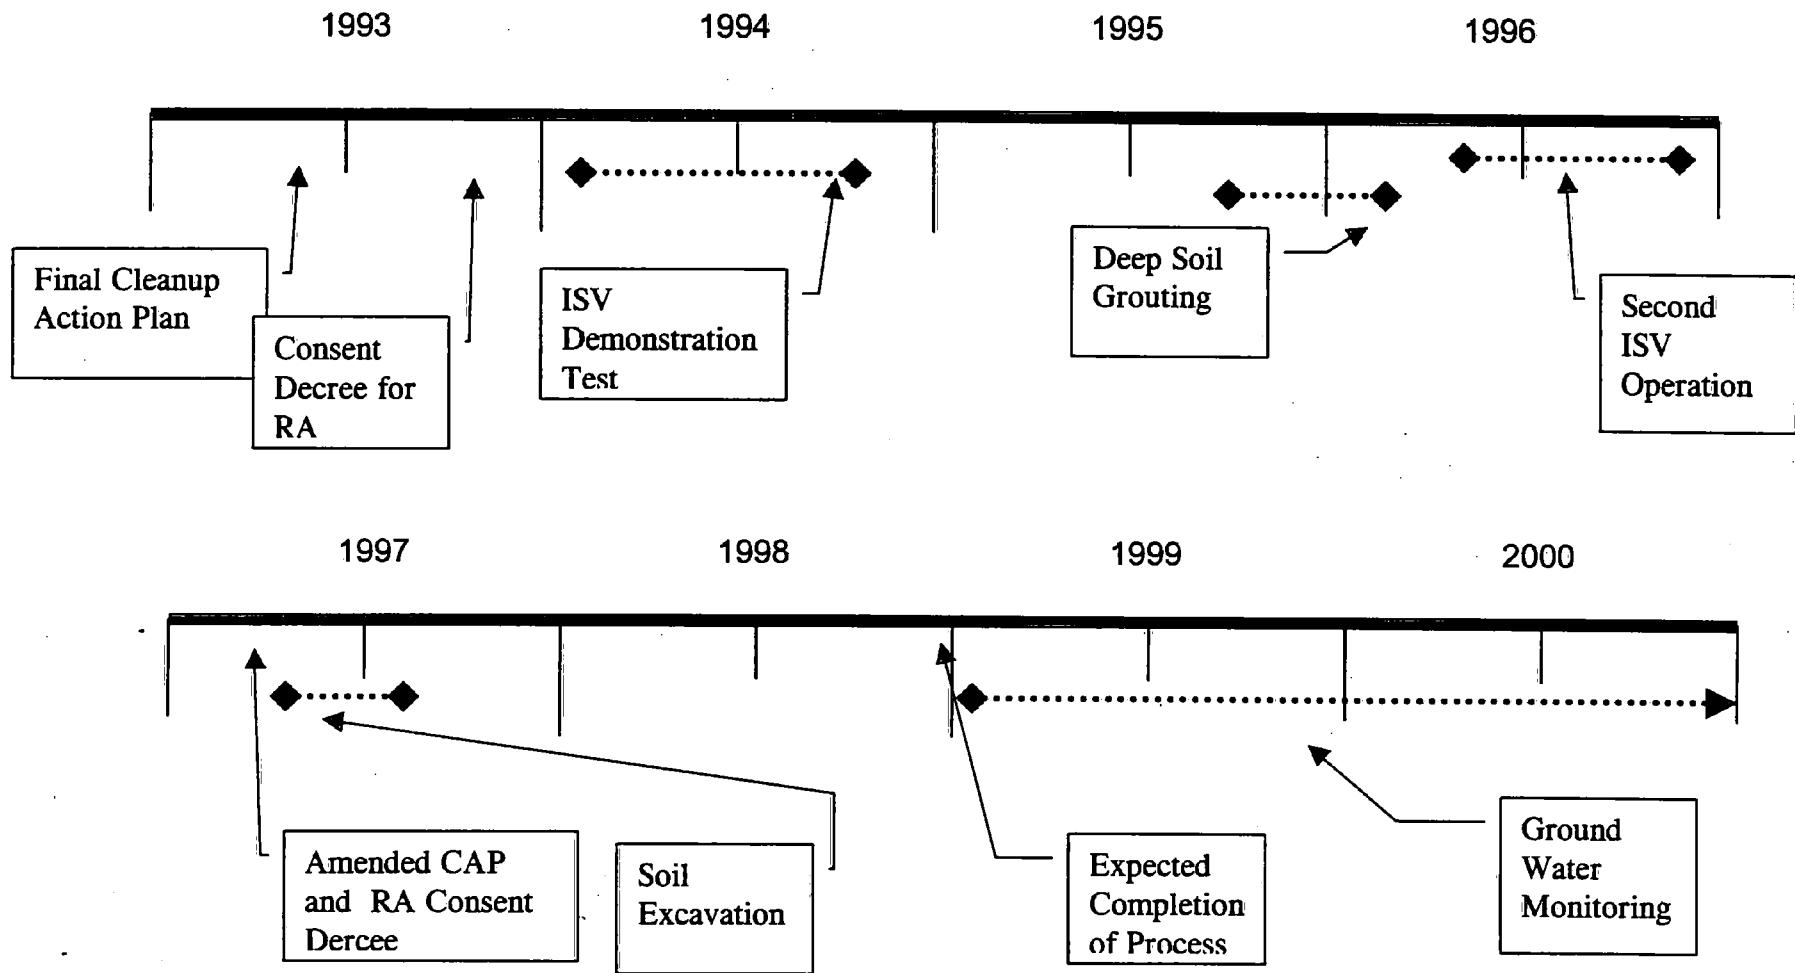 1993 1994 1995 1996
Final Cleanup
Action Plan
Consent
Decree for
RA
ISV
Demonstration
Test
Deep Soil
Grouting
Second
ISV
Operation
1997 1998 1999 2000
Amended CAP
and RA Consent
Dercee
Soil
Excavation
Expected
Completion
of Process
Ground
Water
Monitoring